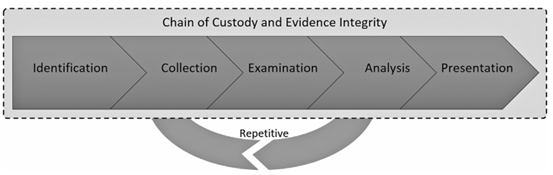 Chain of Custody and Evidence Integrity
Identification Collection Examination Analysis Presentation
Repetitive